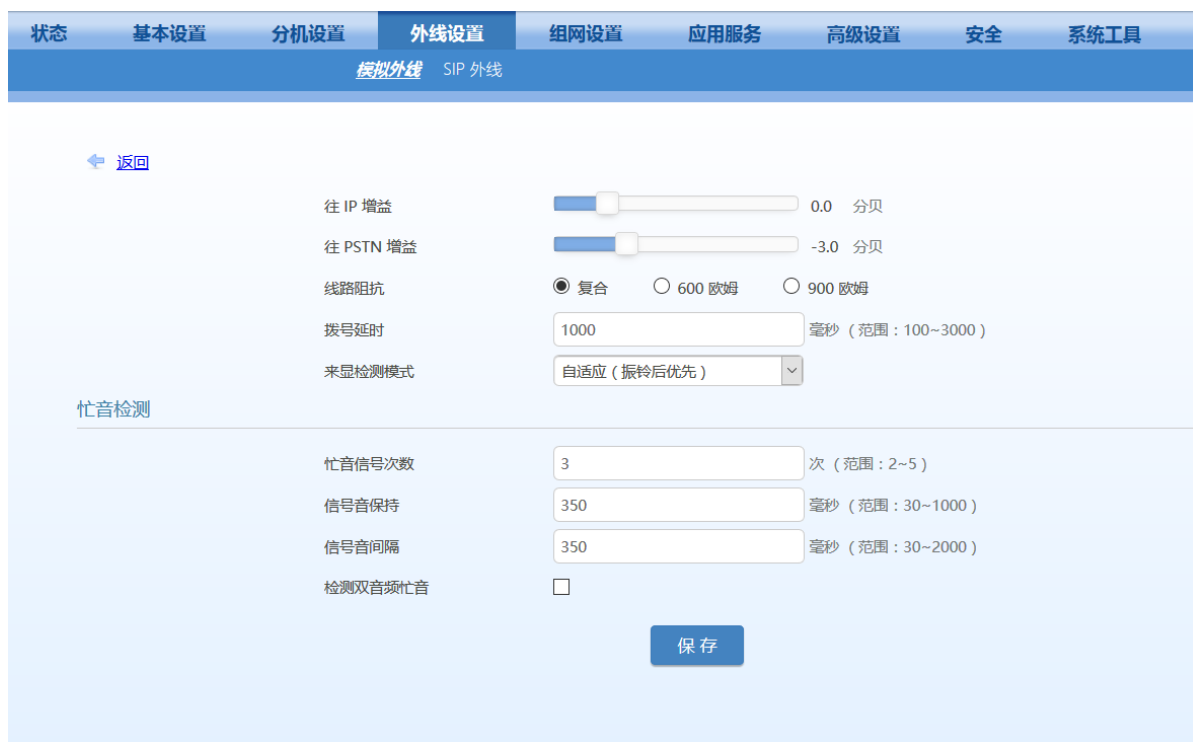 状态 基本设置 分机设置 外线设置 组网设置 应用服务 高级设置 安全 系统工具
模拟外线 SIP 外线
返回
往 IP 增益 0.0 分贝
往 PSTN 增益 -3.0 分贝
线路阻抗 复合 600 欧姆 900 欧姆
拨号延时 1000 毫秒（范围：100~3000）
来显检测模式 自适应（振铃后优先）
忙音检测
忙音信号次数 3 次（范围：2~5）
信号音保持 350 毫秒（范围：30~1000）
信号音间隔 350 毫秒（范围：30~2000）
检测双音频忙音
保存